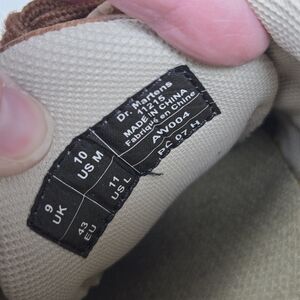 Dr. Martens
11215
MADE IN CHINA
Fabriqué en Chine
AW004
PC 07 H
10
US M
11
US L
9
UK
43
EU